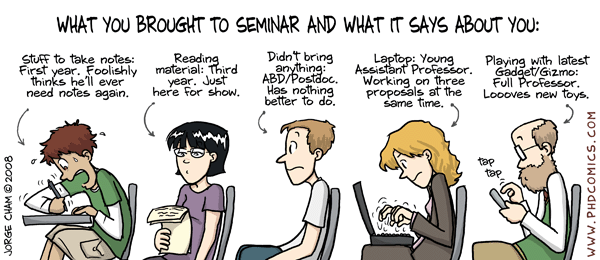 WHAT YOU BROUGHT TO SEMINAR AND WHAT IT SAYS ABOUT YOU:
Stuff to take notes:
First year. Foolishly
thinks he'll ever
need notes again.
Reading
material: Third
year. Just
here for show.
Didn't bring
anything:
ABD/Postdoc.
Has nothing
better to do.
Laptop: Young
Assistant Professor.
Working on three
proposals at the
same time.
Playing with latest
Gadget/Gizmo:
Full Professor.
Loooves new toys.
tap
tap
JORGE CHAM © 2008
WWW.PHDCOMICS.COM